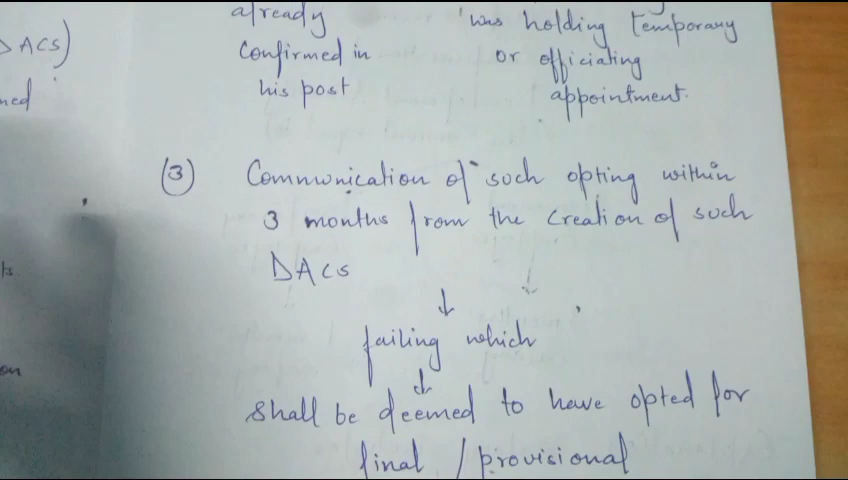 already
confirmed in
his post
was holding temporary
or officiating
appointment.
DACS)
(3) Communication of such opting within
3 months from the creation of such
DACS
↓
failing which
↓
shall be deemed to have opted for
final / provisional